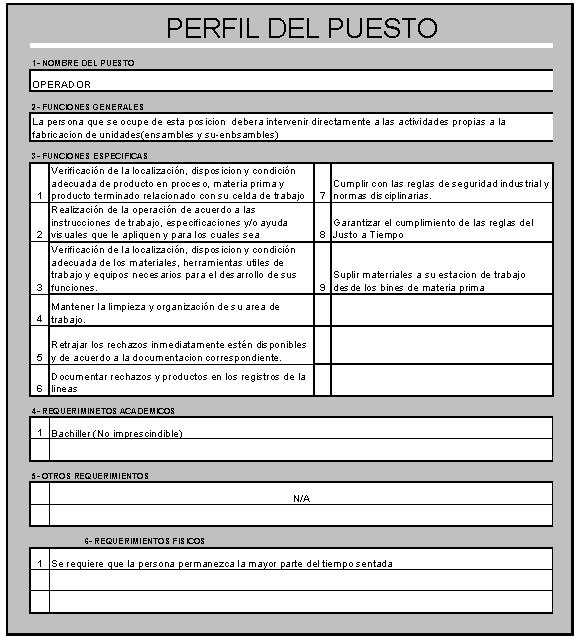 PERFIL DEL PUESTO
1- NOMBRE DEL PUESTO
OPERADOR
2- FUNCIONES GENERALES
La persona que se ocupe de esta posicion debera intervenir directamente a las actividades propias a la
fabricacion de unidades(ensambles y su-enbsambles)
3- FUNCIONES ESPECIFICAS
1 Verificación de la localización, disposicion y condición
adecuada de producto en proceso, materia prima y
producto terminado relacionado con su celda de trabajo
2 Realización de la operación de acuerdo a las
instrucciones de trabajo, especificaciones y/o ayuda
visuales que le apliquen y para los cuales sea
3 Verificación de la localización, disposicion y condición
adecuada de los materiales, herramientas utiles de
trabajo y equipos necesarios para el desarrollo de sus
funciones.
4 Mantener la limpieza y organización de su area de
trabajo.
5 Retrajar los rechazos inmediatamente estén disponibles
y de acuerdo a la documentacion correspondiente.
6 Documentar rechazos y productos en los registros de la
lineas
7 Cumplir con las reglas de seguridad industrial y
normas disciplinarias.
8 Garantizar el cumplimiento de las reglas del
Justo a Tiempo
9 Suplir materriales a su estacion de trabajo
desde los bines de materia prima
4- REQUERIMINETOS ACADEMICOS
1 Bachiller (No imprescindible)
5- OTROS REQUERIMIENTOS
N/A
6- REQUERIMIENTOS FISICOS
1 Se requiere que la persona permanezca la mayor parte del tiempo sentada